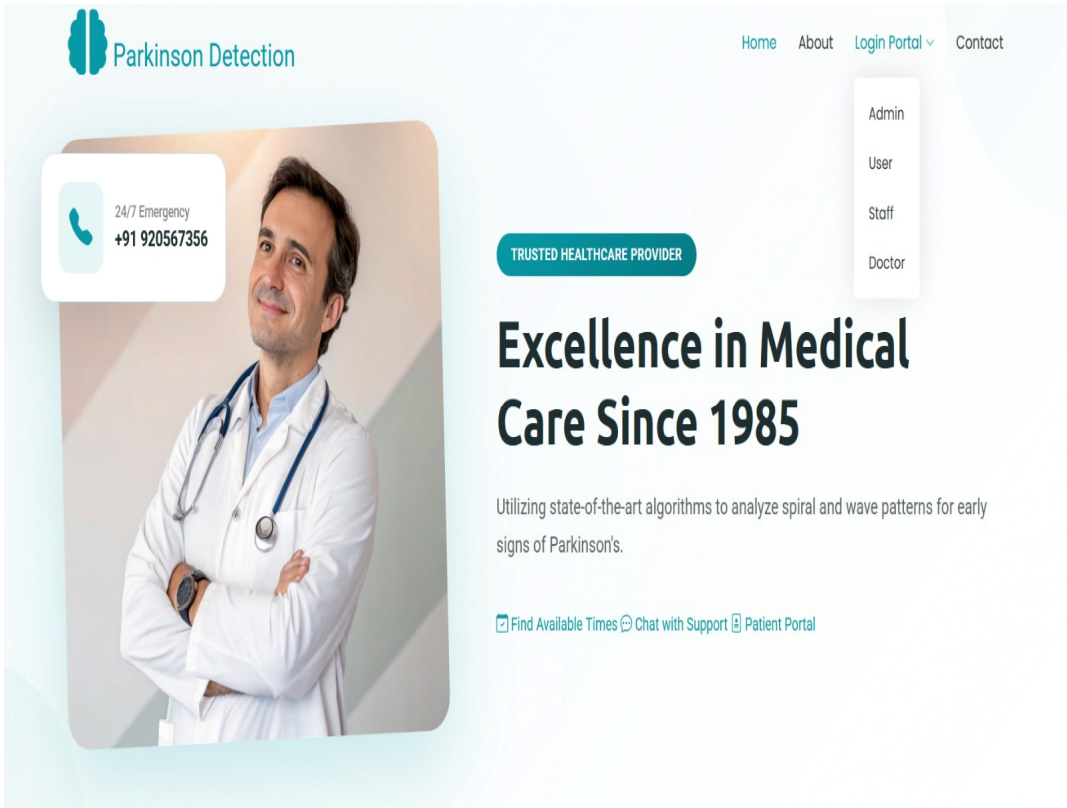 Parkinson Detection
Home
About
Login Portal
Contact
Admin
User
Staff
Doctor
24/7 Emergency
+91 920567356
TRUSTED HEALTHCARE PROVIDER
Excellence in Medical
Care Since 1985
Utilizing state-of-the-art algorithms to analyze spiral and wave patterns for early
signs of Parkinson's.
Find Available Times Chat with Support Patient Portal